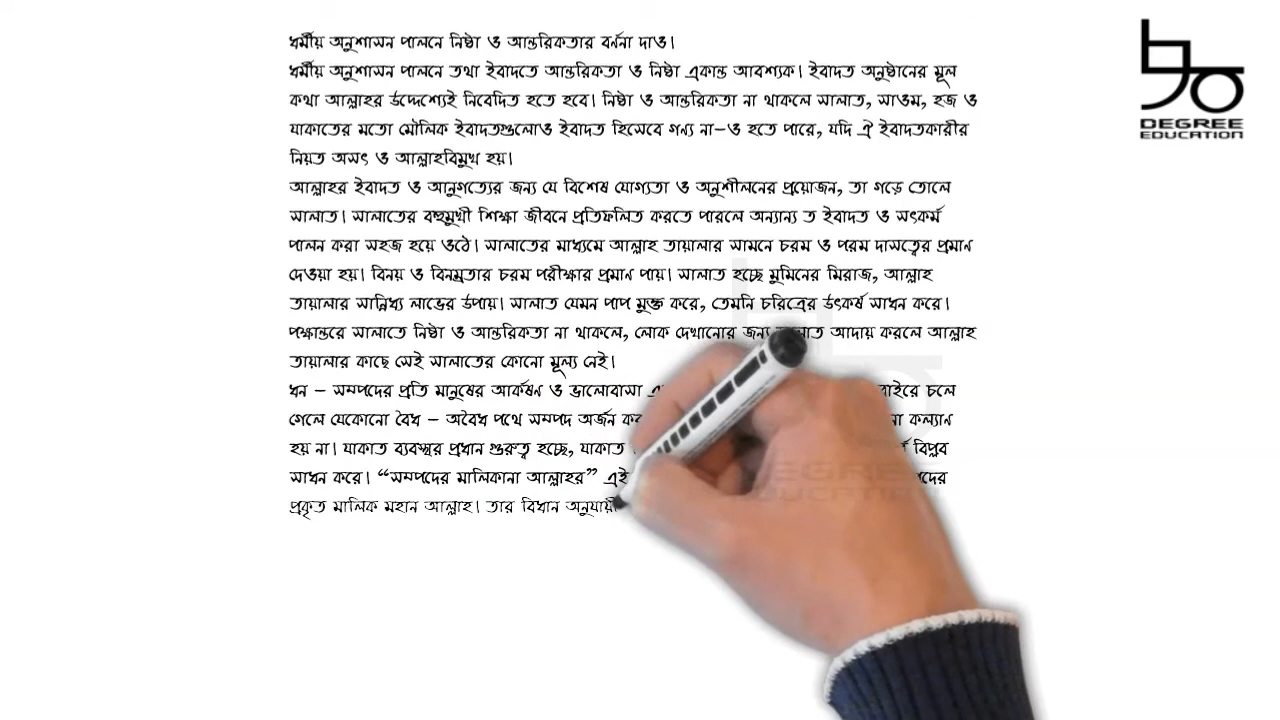 ধর্মীয় অনুশাসন পালনে নিষ্ঠা ও আন্তরিকতার বর্ণনা দাও।
ধর্মীয় অনুশাসন পালনে তথা ইবাদতে আন্তরিকতা ও নিষ্ঠা একান্ত আবশ্যক। ইবাদত অনুষ্ঠানের মূল
কথা আল্লাহর উদ্দেশ্যেই নিবেদিত হতে হবে। নিষ্ঠা ও আন্তরিকতা না থাকলে সালাত, সাওম, হজ ও
যাকাতের মতো মৌলিক ইবাদতগুলোও ইবাদত হিসেবে গন্য না-ও হতে পারে, যদি ঐ ইবাদতকারীর
নিয়ত অসৎ ও আল্লাহবিমুখ হয়।
আল্লাহর ইবাদত ও আনুগত্যের জন্য যে বিশেষ যোগ্যতা ও অনুশীলনের প্রয়োজন, তা গড়ে তোলে
সালাত। সালাতের বহুমুখী শিক্ষা জীবনে প্রতিফলিত করতে পারলে অন্যান্য ত ইবাদত ও সৎকর্ম
পালন করা সহজ হয়ে ওঠে। সালাতের মাধ্যমে আল্লাহ তায়ালার সামনে চরম ও পরম দাসত্বের প্রমাণ
দেওয়া হয়। বিনয় ও বিনম্রতার চরম পরীক্ষার প্রমাণ পায়। সালাত হচ্ছে মুমিনের মিরাজ, আল্লাহ
তায়ালার সান্নিধ্য লাভের উপায়। সালাত যেমন পাপ মুক্ত করে, তেমনি চরিত্রের উৎকর্ষ সাধন করে।
পক্ষান্তরে সালাতে নিষ্ঠা ও আন্তরিকতা না থাকলে, লোক দেখানোর জন্য আদায় করলে আল্লাহ
তায়ালার কাছে সেই সালাতের কোনো মূল্য নেই।
ধন – সম্পদের প্রতি মানুষের আর্কষণ ও ভালোবাসা বাইরে চলে
গেলে যেকোনো বৈধ – অবৈধ পথে সম্পদ অর্জন কল্যাণ
হয় না। যাকাত ব্যবস্থর প্রধান গুরুত্ব হচ্ছে, যাকাত বিপ্লব
সাধন করে। “সম্পদের মালিকানা আল্লাহর” এই
প্রকৃত মালিক মহান আল্লাহ। তার বিধান অনুযায়ী
DEGREE
EDUCATION